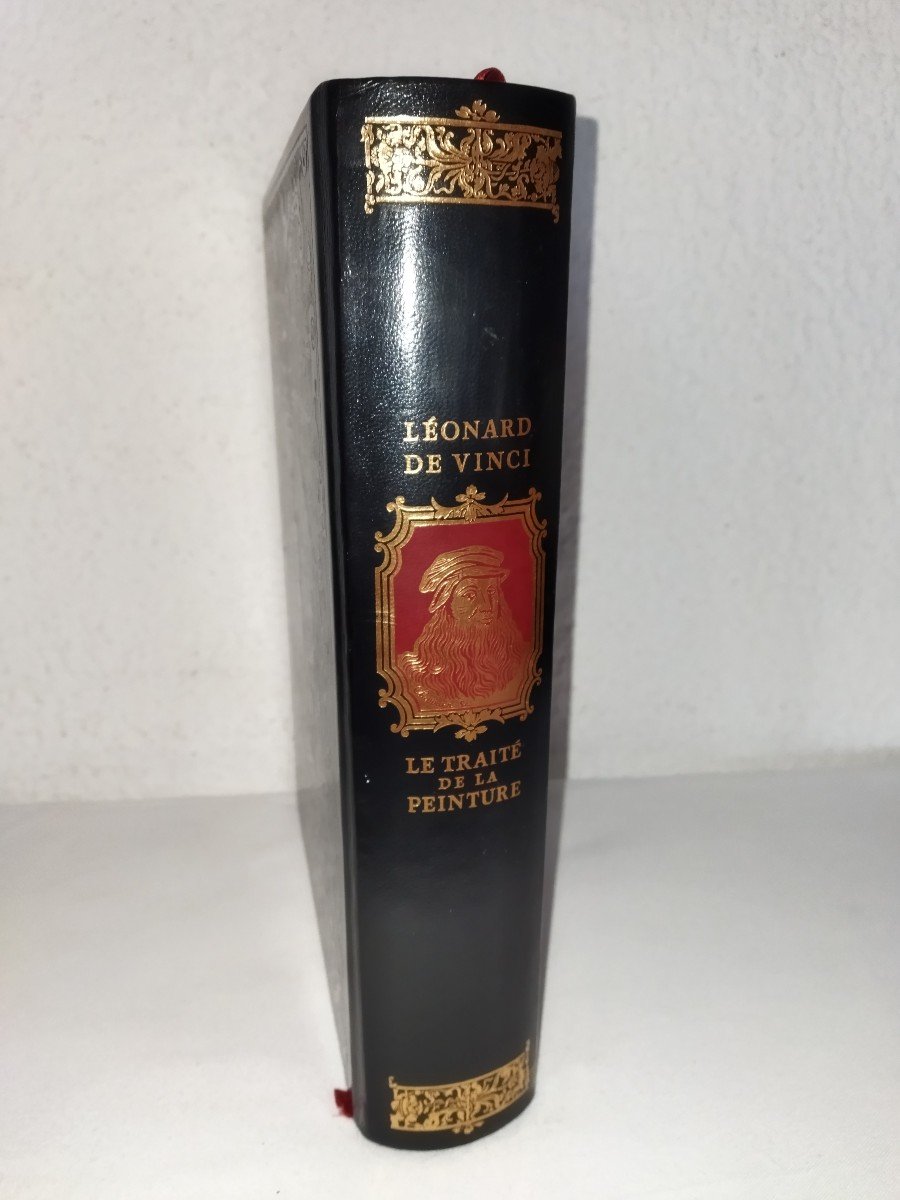 LÉONARD
DE VINCI
LE TRAITÉ
DE LA
PEINTURE